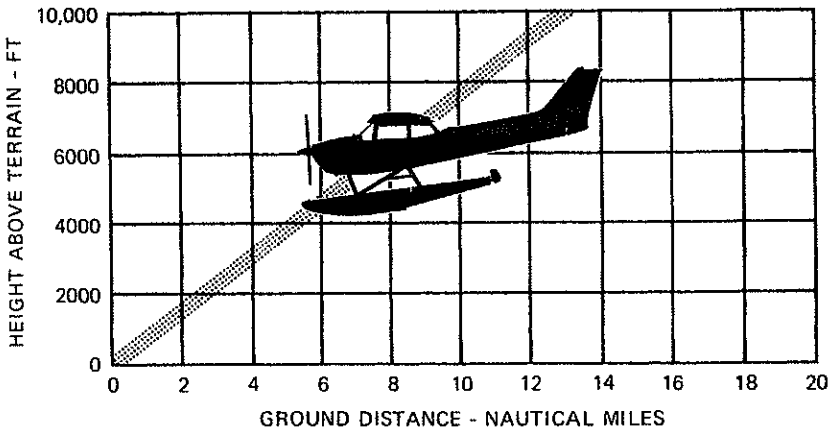 HEIGHT ABOVE TERRAIN - FT
10,000
8000
6000
4000
2000
0
0 2 4 6 8 10 12 14 16 18 20
GROUND DISTANCE - NAUTICAL MILES